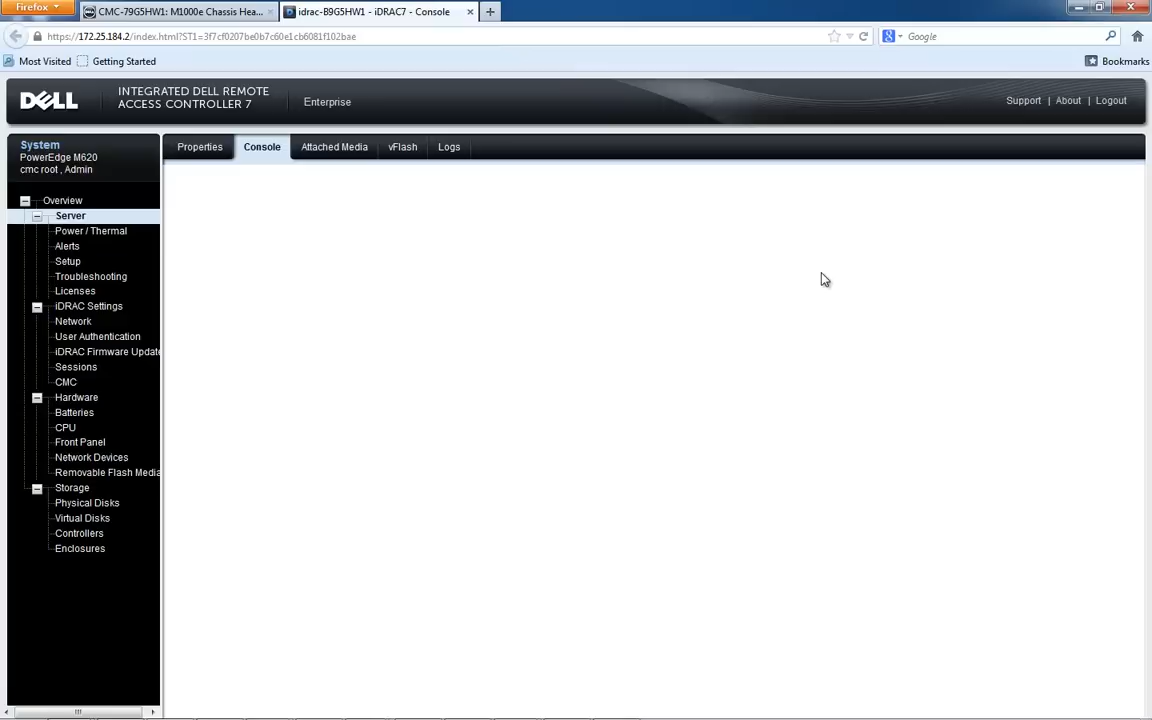 Firefox
CMC-79G5HW1: M1000e Chassis Hea...
idrac-B9G5HW1 - iDRAC7 - Console
https://172.25.184.2/index.html?ST1=3f7cf0207be0b7c60e1cb6081f102bae
Google
Most Visited
Getting Started
Bookmarks
DELL
INTEGRATED DELL REMOTE
ACCESS CONTROLLER 7
Enterprise
Support | About | Logout
System
PowerEdge M620
cmc root , Admin
Properties
Console
Attached Media
vFlash
Logs
Overview
Server
Power / Thermal
Alerts
Setup
Troubleshooting
Licenses
iDRAC Settings
Network
User Authentication
iDRAC Firmware Update
Sessions
CMC
Hardware
Batteries
CPU
Front Panel
Network Devices
Removable Flash Media
Storage
Physical Disks
Virtual Disks
Controllers
Enclosures